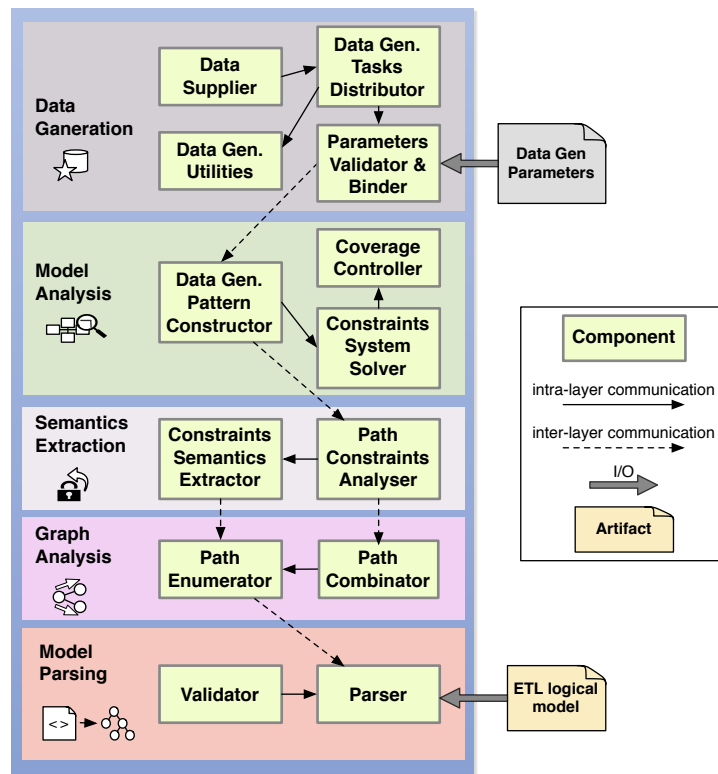 Data
Ganeration
Data
Supplier
Data Gen.
Tasks
Distributor
Data Gen.
Utilities
Parameters
Validator &
Binder
Data Gen
Parameters
Model
Analysis
Data Gen.
Pattern
Constructor
Coverage
Controller
Constraints
System
Solver
Semantics
Extraction
Constraints
Semantics
Extractor
Path
Constraints
Analyser
Graph
Analysis
Path
Enumerator
Path
Combinator
Model
Parsing
< >
Validator
Parser
ETL logical
model
Component
intra-layer communication
inter-layer communication
I/O
Artifact